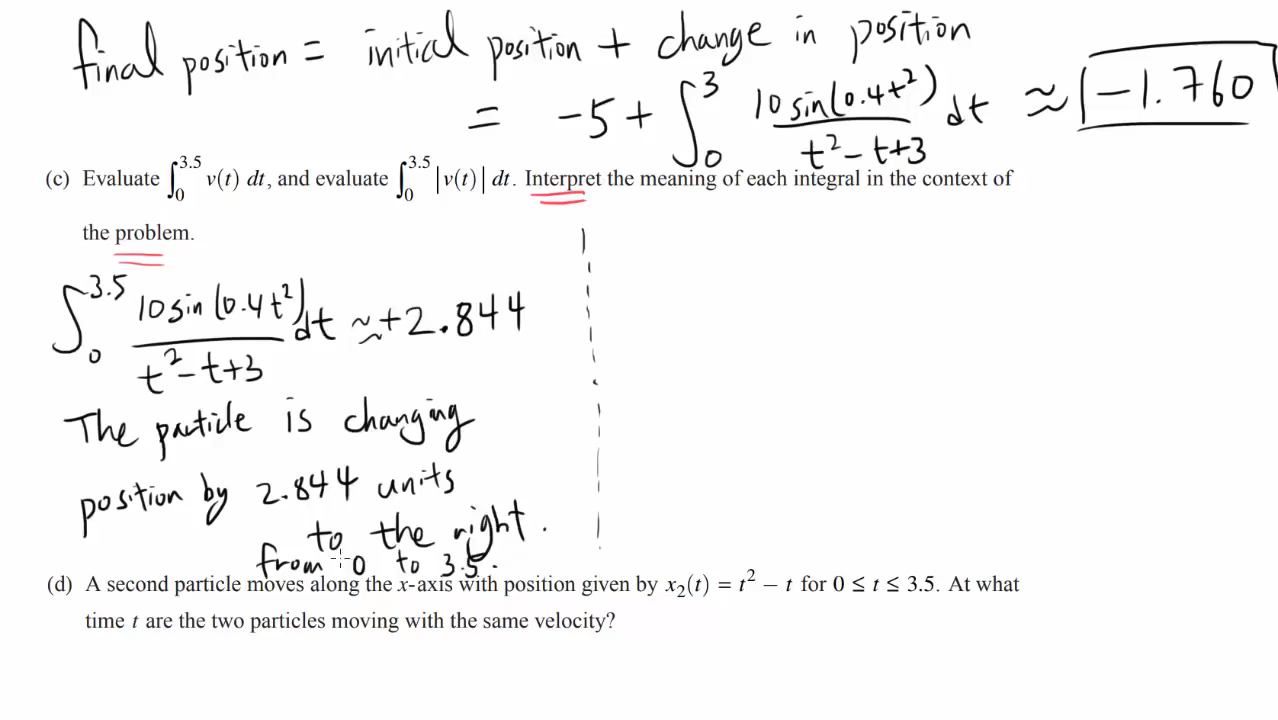 final position = initial position + change in position
= -5 + ∫₀³ 10 sin(0.4t²) / (t² - t + 3) dt ≈ -1.760
(c) Evaluate ∫₀^3.5 v(t) dt, and evaluate ∫₀^3.5 |v(t)| dt. Interpret the meaning of each integral in the context of
the problem.
∫₀^3.5 10 sin(0.4t²) / (t² - t + 3) dt ≈ +2.844
The particle is changing
position by 2.844 units
to the right.
from 0 to 3.5.
(d) A second particle moves along the x-axis with position given by x₂(t) = t² − t for 0 ≤ t ≤ 3.5. At what
time t are the two particles moving with the same velocity?